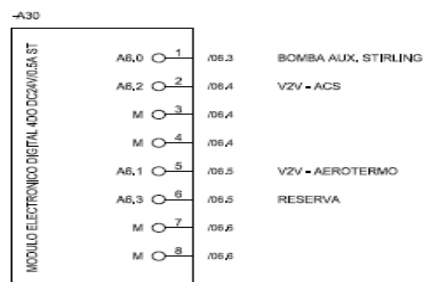 -A30
MODULO ELECTRONICO DIGITAL 4DO DC24V/0.5A ST
A6,0 1 /06.3 BOMBA AUX. STIRLING
A6,2 2 /06.4 V2V - ACS
M 3 /06.4
M 4 /06.4
A6,1 5 /06.5 V2V - AEROTERMO
A6,3 6 /06.5 RESERVA
M 7 /06.6
M 8 /06.6